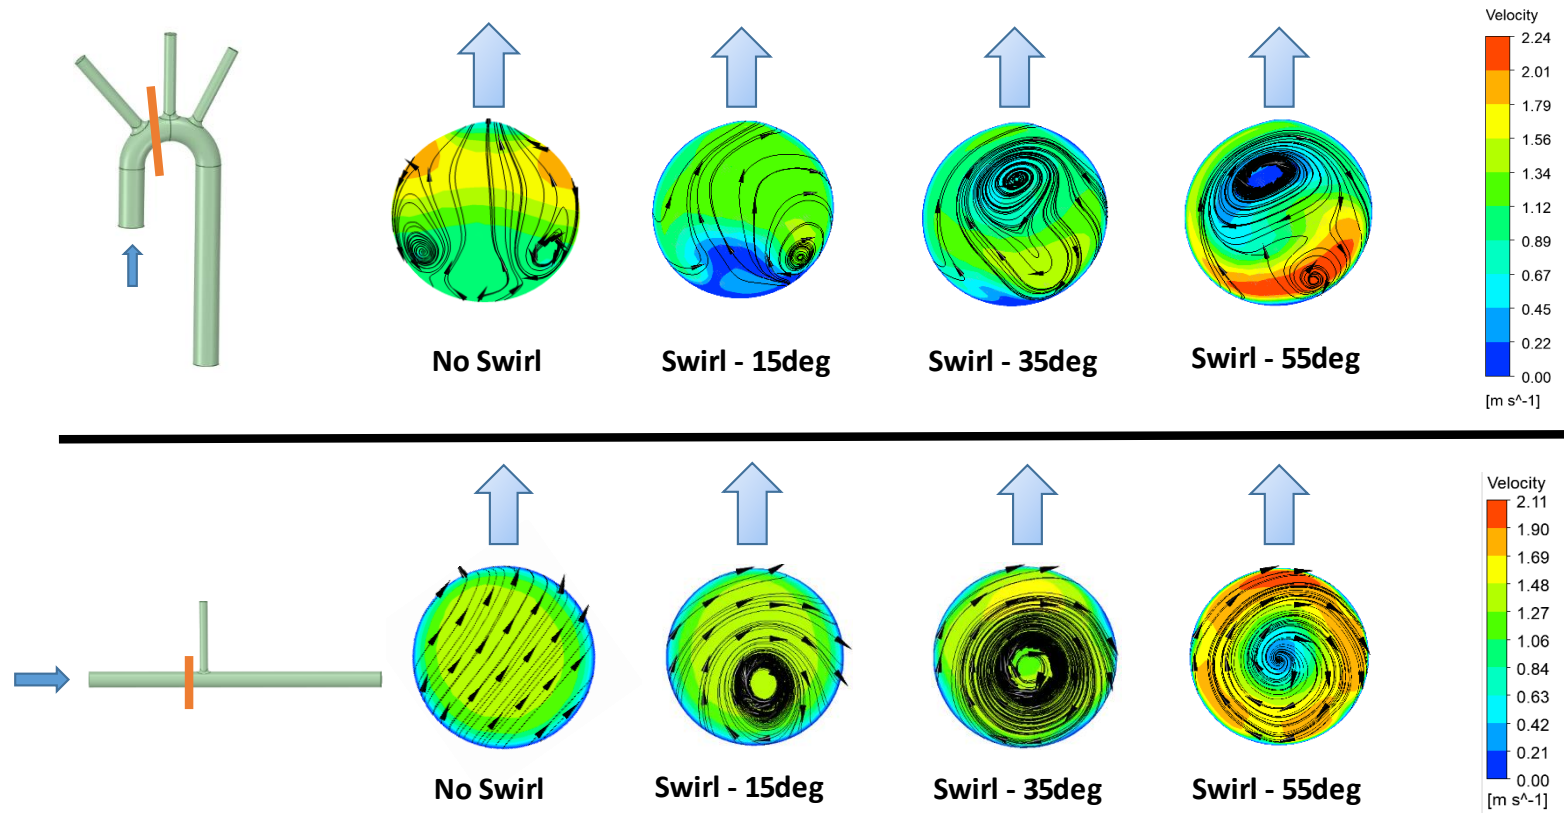 Velocity
2.24
2.01
1.79
1.56
1.34
1.12
0.89
0.67
0.45
0.22
0.00
[m s^-1]
No Swirl
Swirl - 15deg
Swirl - 35deg
Swirl - 55deg
Velocity
2.11
1.90
1.69
1.48
1.27
1.06
0.84
0.63
0.42
0.21
0.00
[m s^-1]
No Swirl
Swirl - 15deg
Swirl - 35deg
Swirl - 55deg